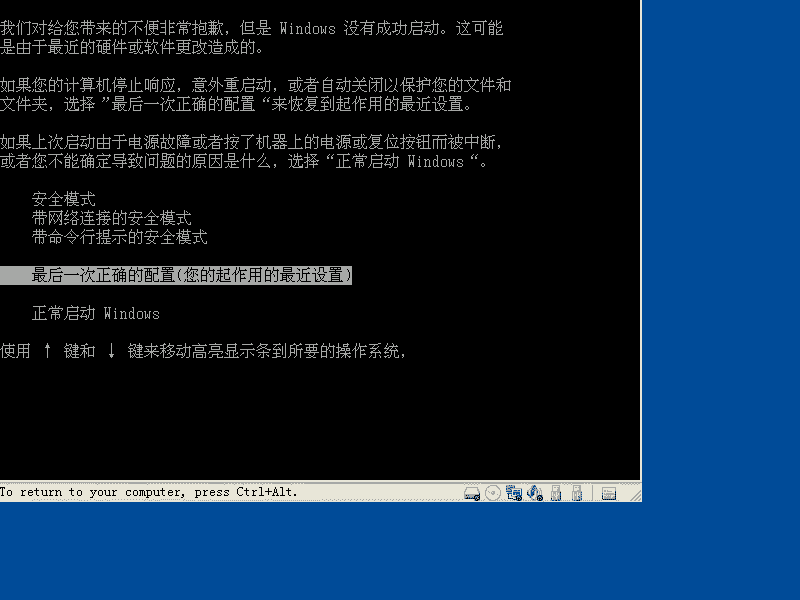 我们对给您带来的不便非常抱歉，但是 Windows 没有成功启动。这可能
是由于最近的硬件或软件更改造成的。
如果您的计算机停止响应，意外重启动，或者自动关闭以保护您的文件和
文件夹，选择 ”最后一次正确的配置 “来恢复到起作用的最近设置。
如果上次启动由于电源故障或者按了机器上的电源或复位按钮而被中断，
或者您不能确定导致问题的原因是什么，选择 “正常启动 Windows “。
安全模式
带网络连接的安全模式
带命令行提示的安全模式
最后一次正确的配置(您的起作用的最近设置)
正常启动 Windows
使用 ↑ 键和 ↓ 键来移动高亮显示条到所要的操作系统，
To return to your computer, press Ctrl+Alt.